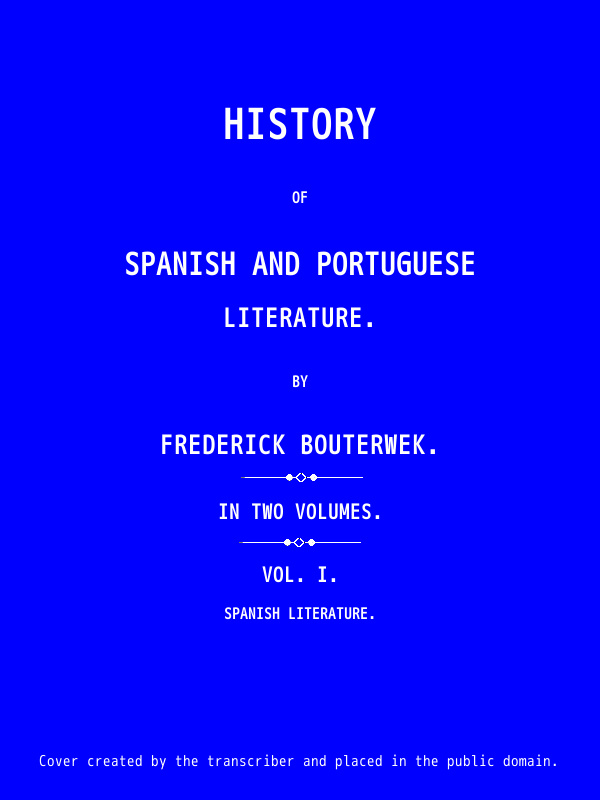 HISTORY
OF
SPANISH AND PORTUGUESE
LITERATURE.
BY
FREDERICK BOUTERWEK.
IN TWO VOLUMES.
VOL. I.
SPANISH LITERATURE.
Cover created by the transcriber and placed in the public domain.